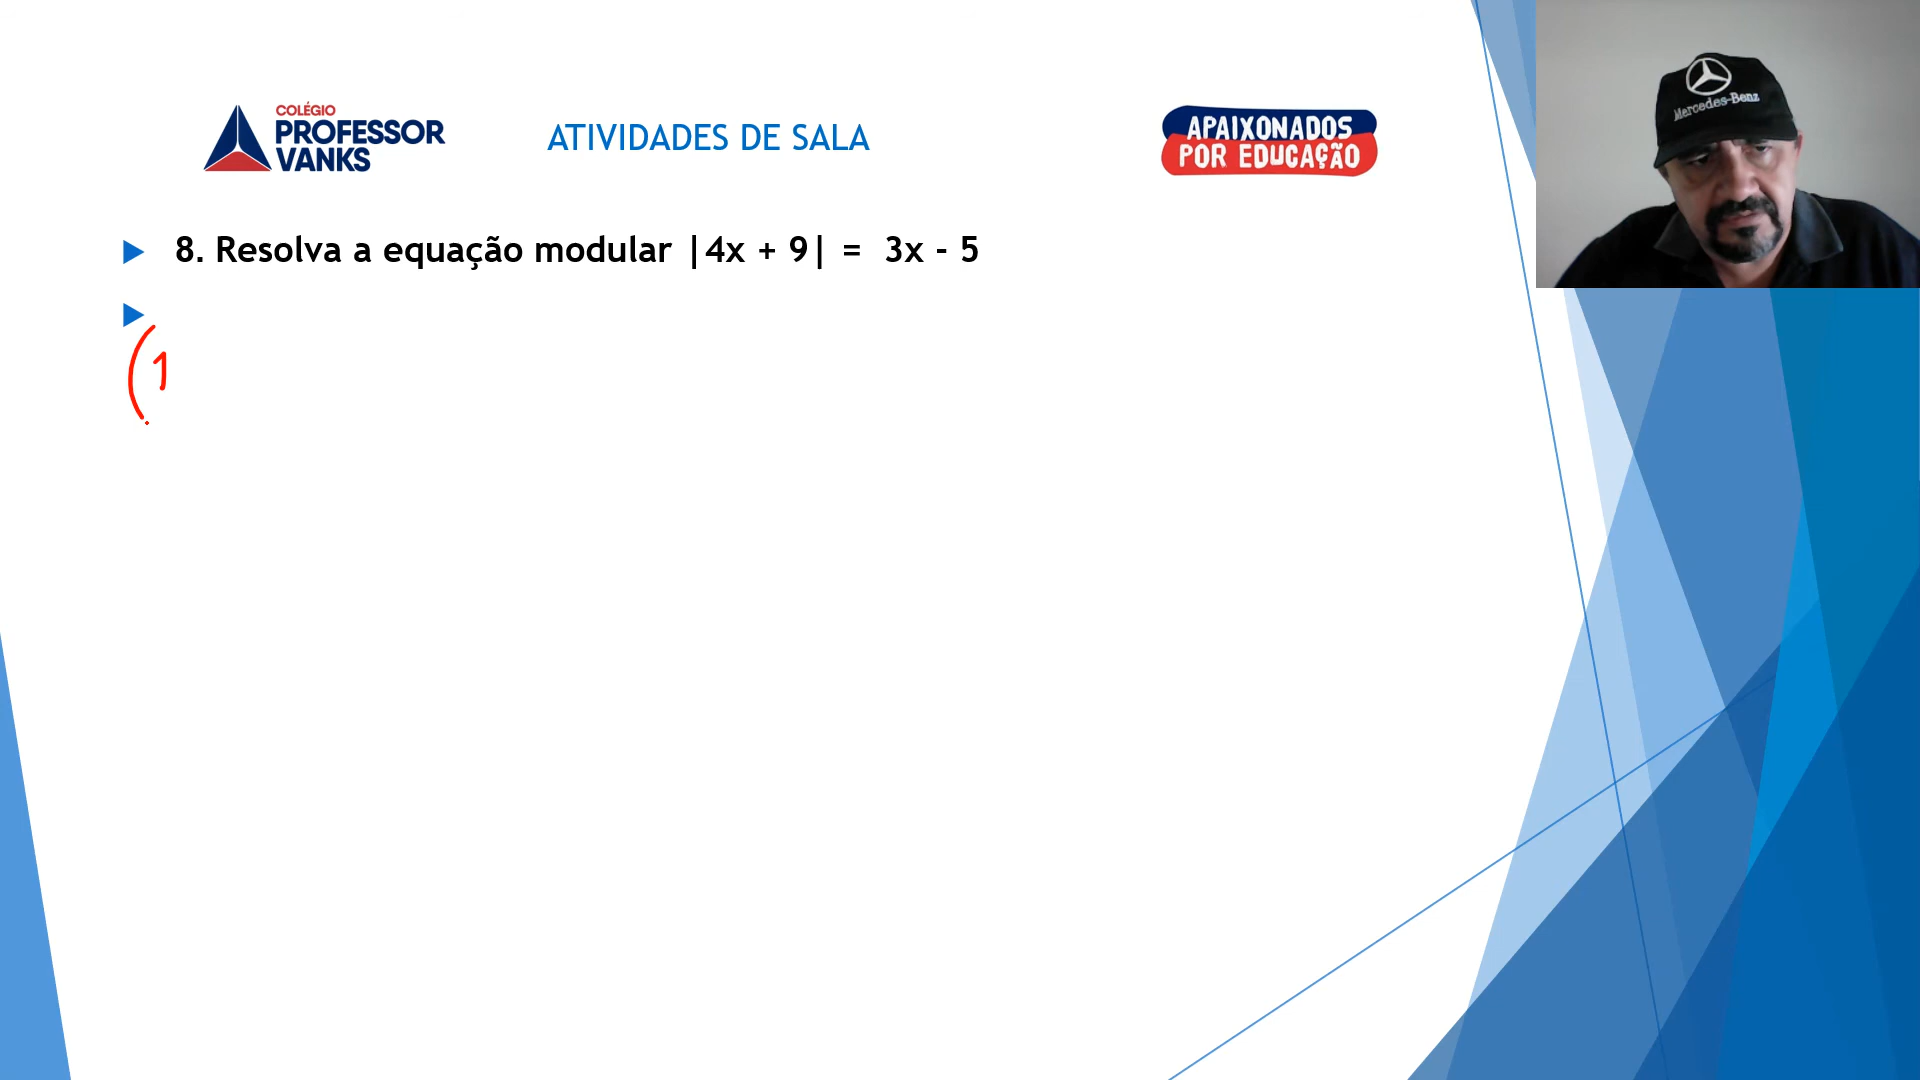 COLÉGIO
PROFESSOR
VANKS
ATIVIDADES DE SALA
APAIXONADOS
POR EDUCAÇÃO
Mercedes-Benz
8. Resolva a equação modular |4x + 9| = 3x - 5
(1